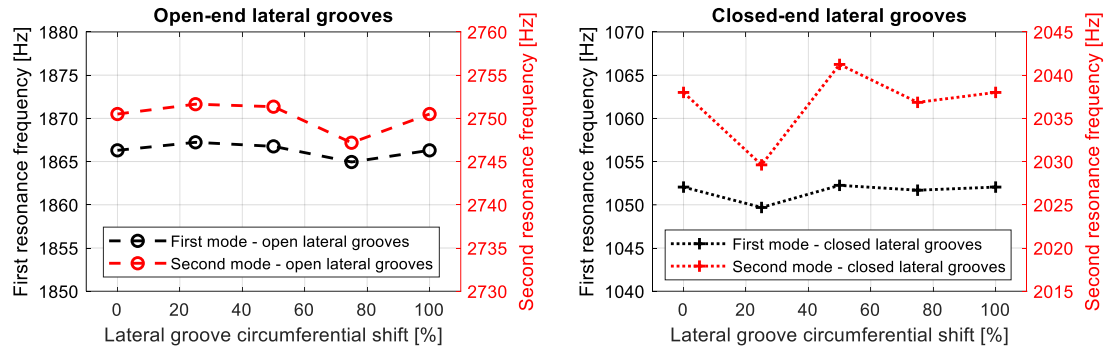 Open-end lateral grooves
First resonance frequency [Hz]
1880
1875
1870
1865
1860
1855
1850
2760
2755
2750
2745
2740
2735
2730
Second resonance frequency [Hz]
First mode - open lateral grooves
Second mode - open lateral grooves
0 20 40 60 80 100
Lateral groove circumferential shift [%]
Closed-end lateral grooves
First resonance frequency [Hz]
1070
1065
1060
1055
1050
1045
1040
2045
2040
2035
2030
2025
2020
2015
Second resonance frequency [Hz]
First mode - closed lateral grooves
Second mode - closed lateral grooves
0 20 40 60 80 100
Lateral groove circumferential shift [%]